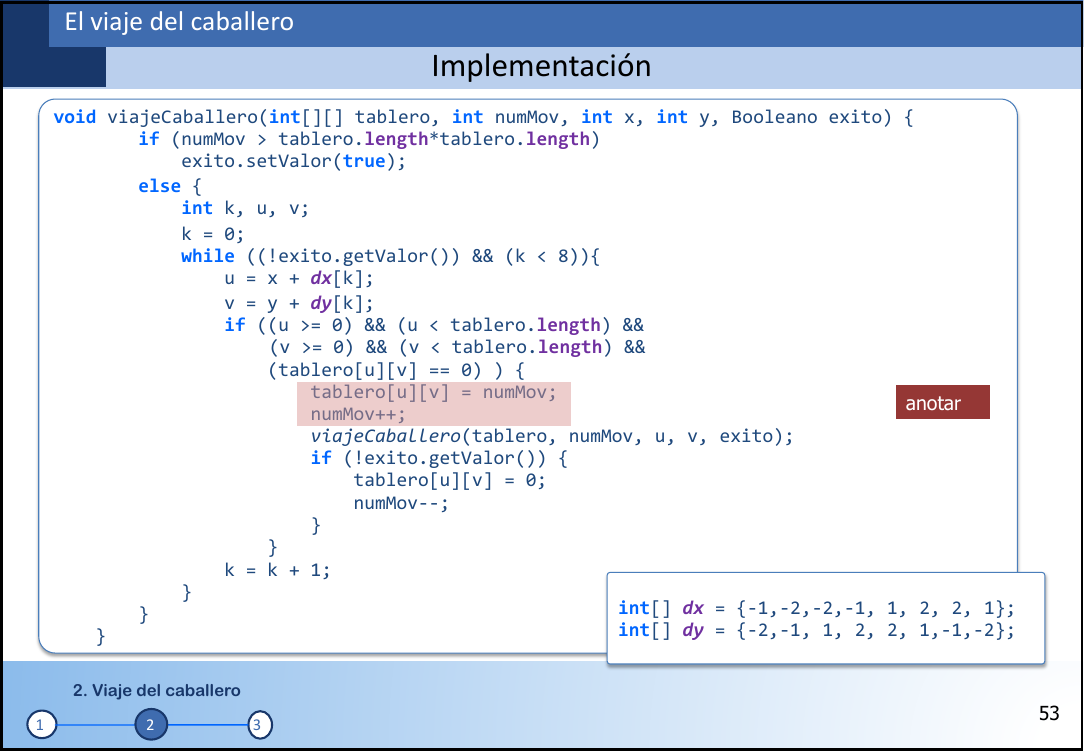 El viaje del caballero
Implementación
void viajeCaballero(int[][] tablero, int numMov, int x, int y, Booleano exito) {
        if (numMov > tablero.length*tablero.length)
            exito.setValor(true);
        else {
            int k, u, v;
            k = 0;
            while ((!exito.getValor()) && (k < 8)){
                u = x + dx[k];
                v = y + dy[k];
                if ((u >= 0) && (u < tablero.length) &&
                    (v >= 0) && (v < tablero.length) &&
                    (tablero[u][v] == 0) ) {
                        tablero[u][v] = numMov;
                        numMov++;
                        viajeCaballero(tablero, numMov, u, v, exito);
                        if (!exito.getValor()) {
                            tablero[u][v] = 0;
                            numMov--;
                        }
                    }
                k = k + 1;
            }
        }
    }
anotar
int[] dx = {-1,-2,-2,-1, 1, 2, 2, 1};
int[] dy = {-2,-1, 1, 2, 2, 1,-1,-2};
2. Viaje del caballero
1 2 3
53